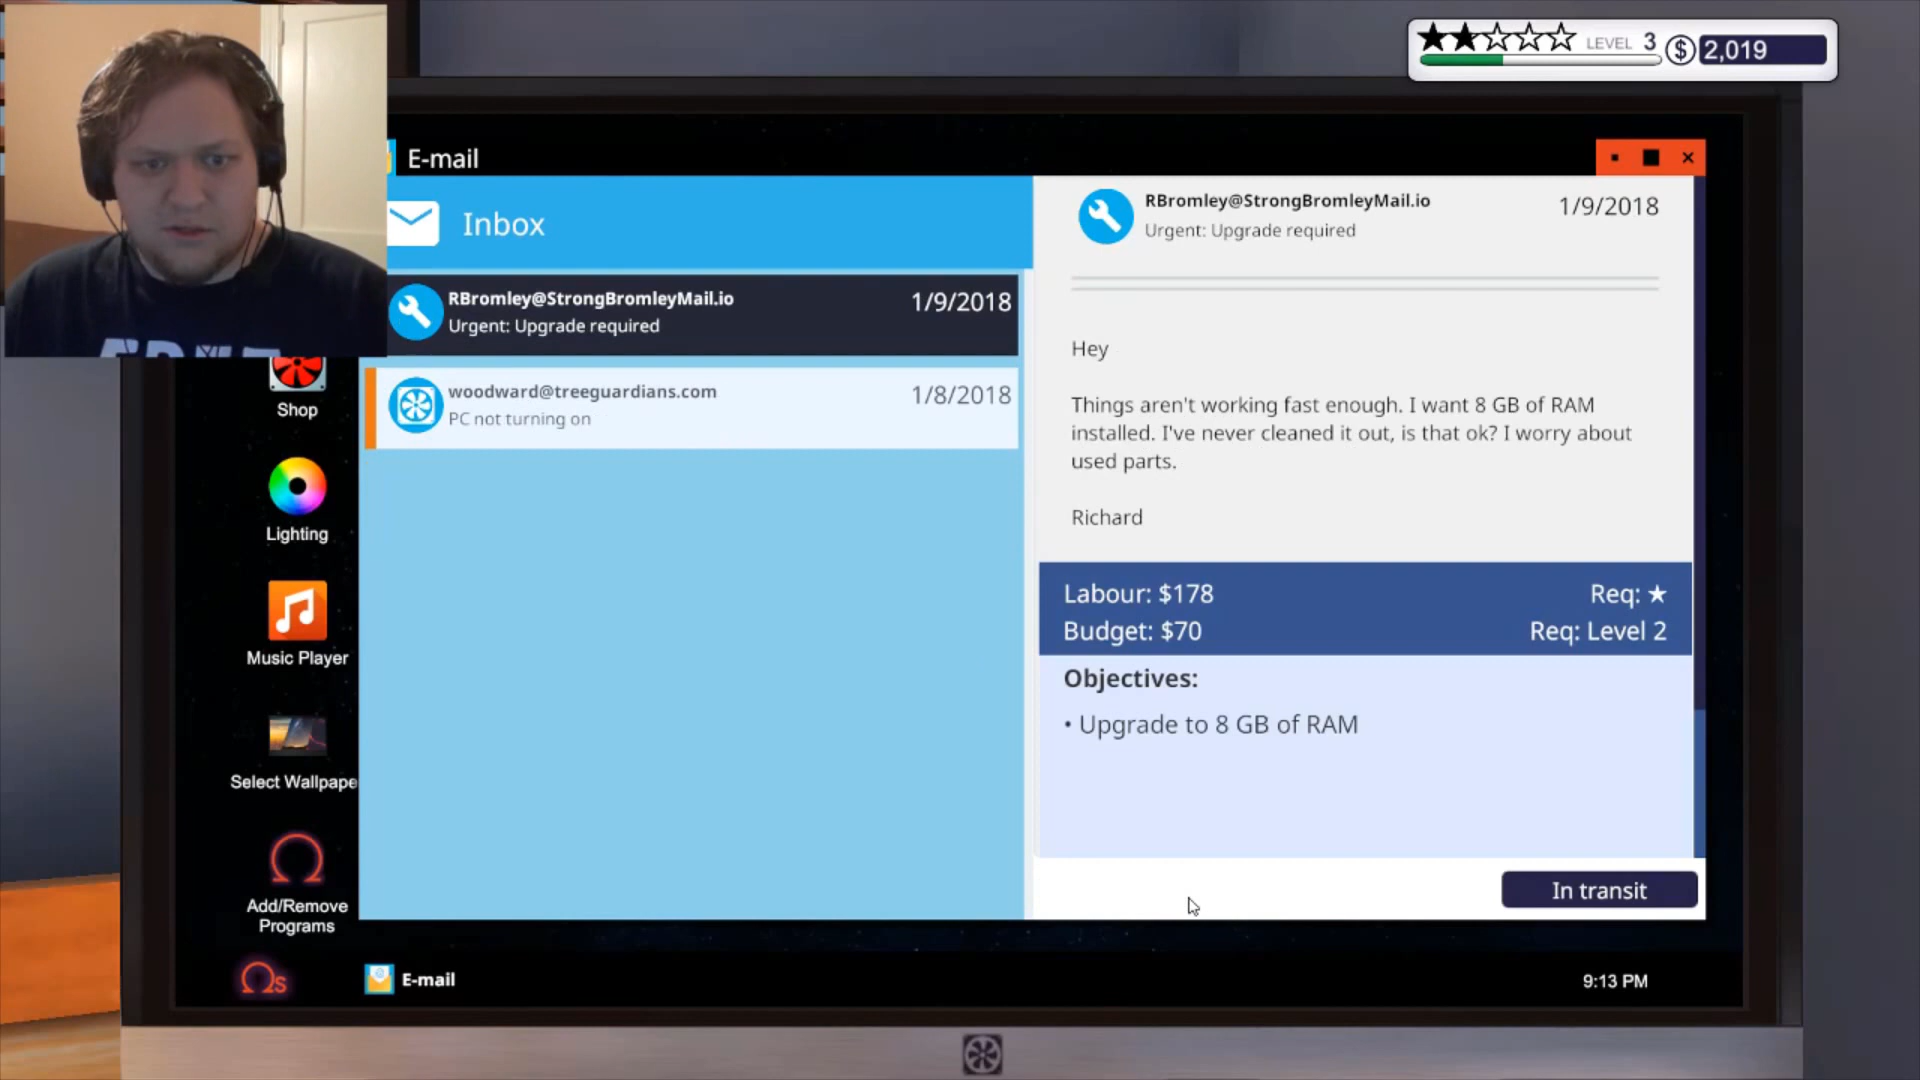 LEVEL 3 $ 2,019
E-mail
Inbox
RBromley@StrongBromleyMail.io 1/9/2018
Urgent: Upgrade required
woodward@treeguardians.com 1/8/2018
PC not turning on
RBromley@StrongBromleyMail.io 1/9/2018
Urgent: Upgrade required
Hey
Things aren't working fast enough. I want 8 GB of RAM
installed. I've never cleaned it out, is that ok? I worry about
used parts.
Richard
Labour: $178 Req: ★
Budget: $70 Req: Level 2
Objectives:
• Upgrade to 8 GB of RAM
In transit
Shop
Lighting
Music Player
Select Wallpape
Add/Remove
Programs
Ωs E-mail 9:13 PM